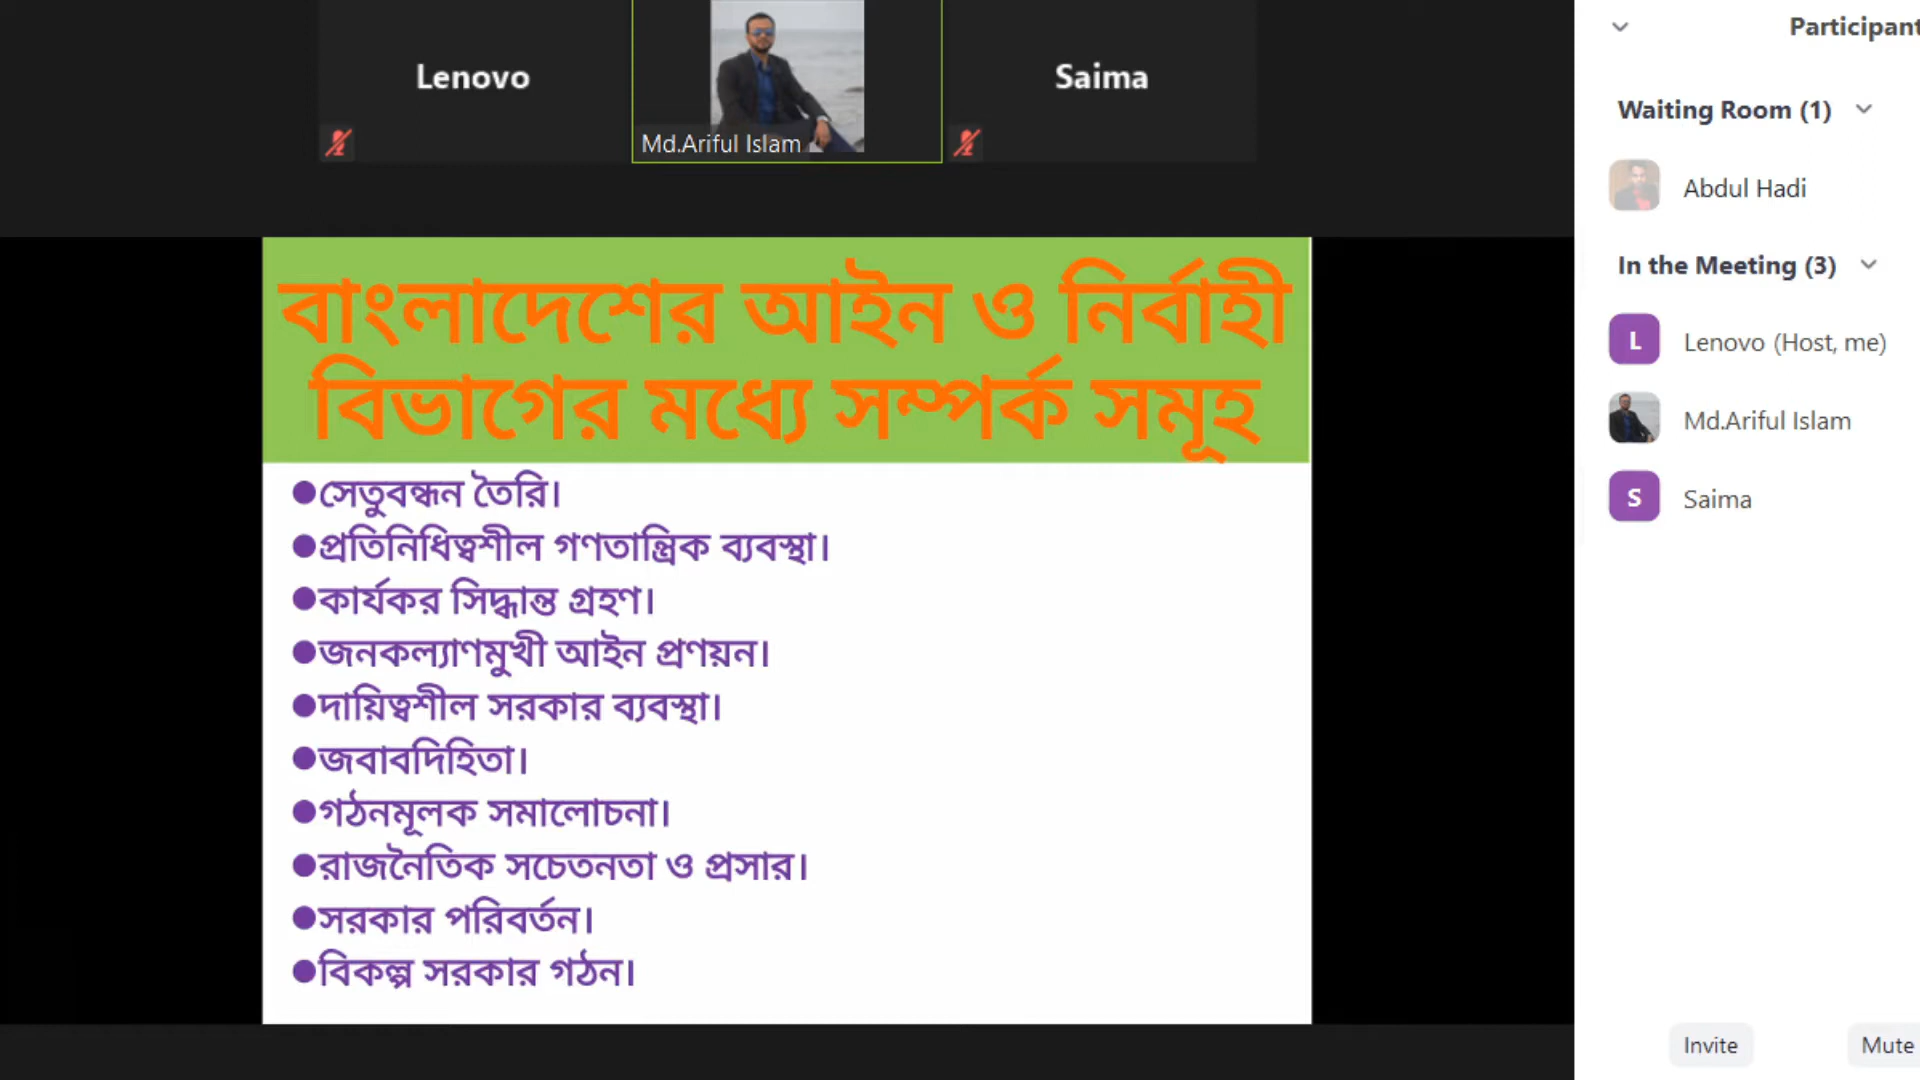 Lenovo
Md.Ariful Islam
Saima
বাংলাদেশের আইন ও নির্বাহী
বিভাগের মধ্যে সম্পর্ক সমূহ
●সেতুবন্ধন তৈরি।
●প্রতিনিধিত্বশীল গণতান্ত্রিক ব্যবস্থা।
●কার্যকর সিদ্ধান্ত গ্রহণ।
●জনকল্যাণমুখী আইন প্রণয়ন।
●দায়িত্বশীল সরকার ব্যবস্থা।
●জবাবদিহিতা।
●গঠনমূলক সমালোচনা।
●রাজনৈতিক সচেতনতা ও প্রসার।
●সরকার পরিবর্তন।
●বিকল্প সরকার গঠন।
Participant
Waiting Room (1)
Abdul Hadi
In the Meeting (3)
L Lenovo (Host, me)
Md.Ariful Islam
S Saima
Invite Mute